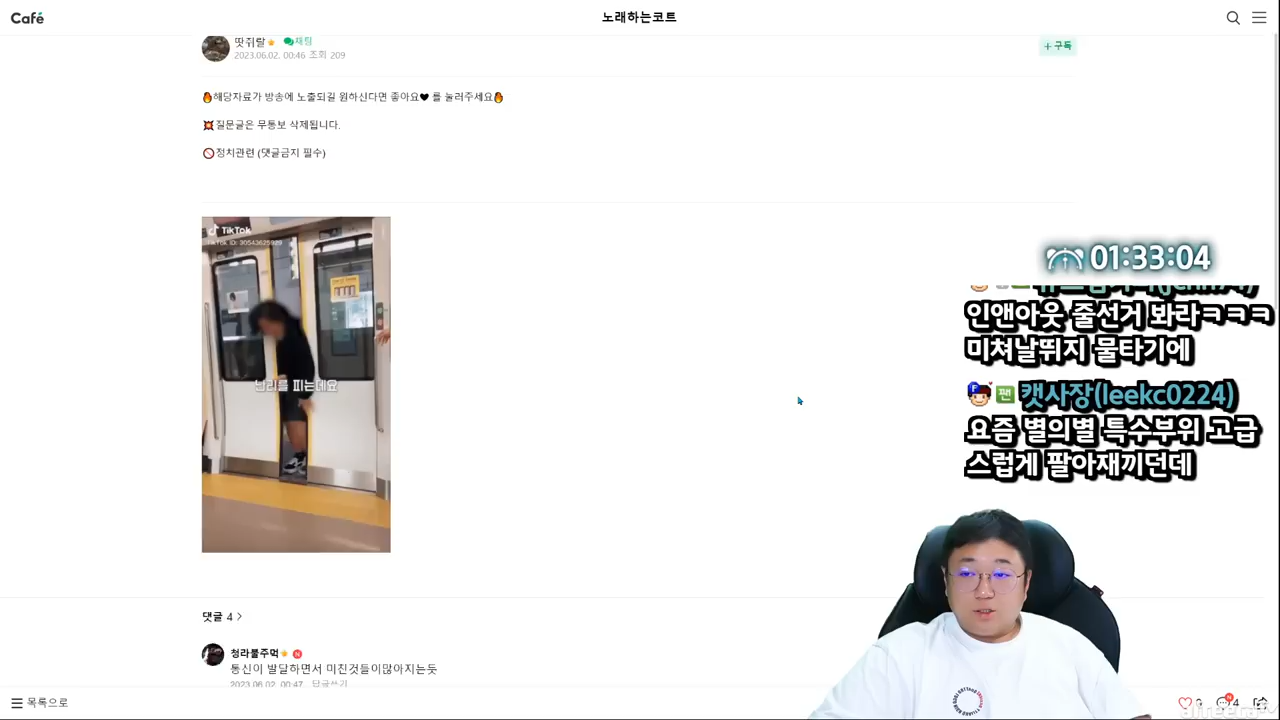 Café
노래하는코트
땃쥐랄
채팅
2023.06.02. 00:46 조회 209
+ 구독
해당자료가 방송에 노출되길 원하신다면 좋아요 를 눌러주세요
질문글은 무통보 삭제됩니다.
정치관련 (댓글금지 필수)
TikTok
난리를 피는데요
01:33:04
인앤아웃 줄선거 봐라ㅋㅋㅋ
미쳐날뛰지 물타기에
팬 캣사장(leekc0224)
요즘 별의별 특수부위 고급
스럽게 팔아재끼던데
댓글 4
청라불주먹
통신이 발달하면서 미친것들이많아지는듯
2023.06.02. 00:47 답글쓰기
목록으로
4